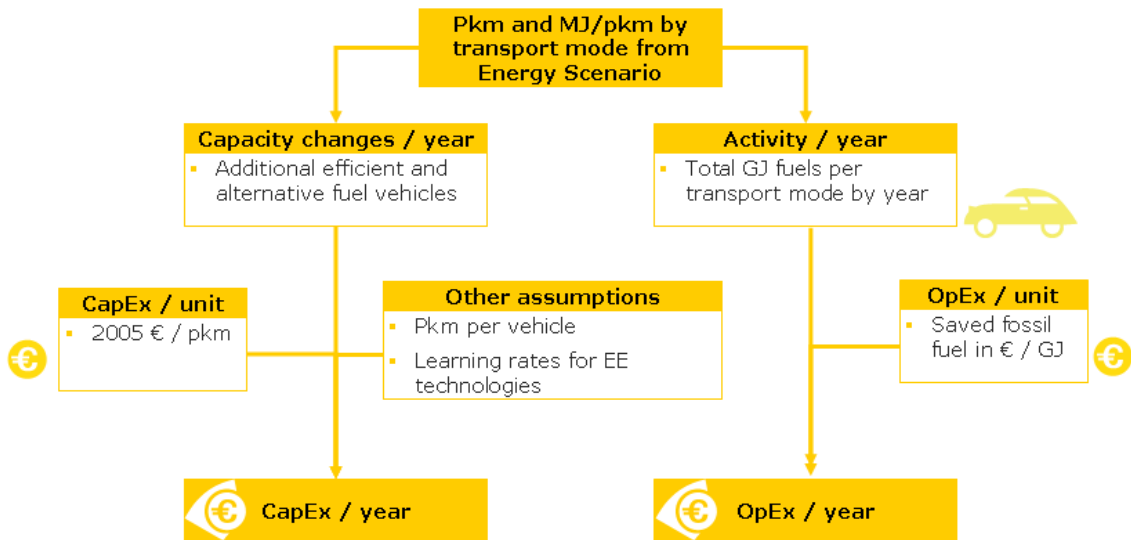 Pkm and MJ/pkm by
transport mode from
Energy Scenario
Capacity changes / year
▪ Additional efficient and
alternative fuel vehicles
Activity / year
▪ Total GJ fuels per
transport mode by year
CapEx / unit
▪ 2005 € / pkm
€
Other assumptions
▪ Pkm per vehicle
▪ Learning rates for EE
technologies
OpEx / unit
▪ Saved fossil
fuel in € / GJ
€
€ CapEx / year
€ OpEx / year